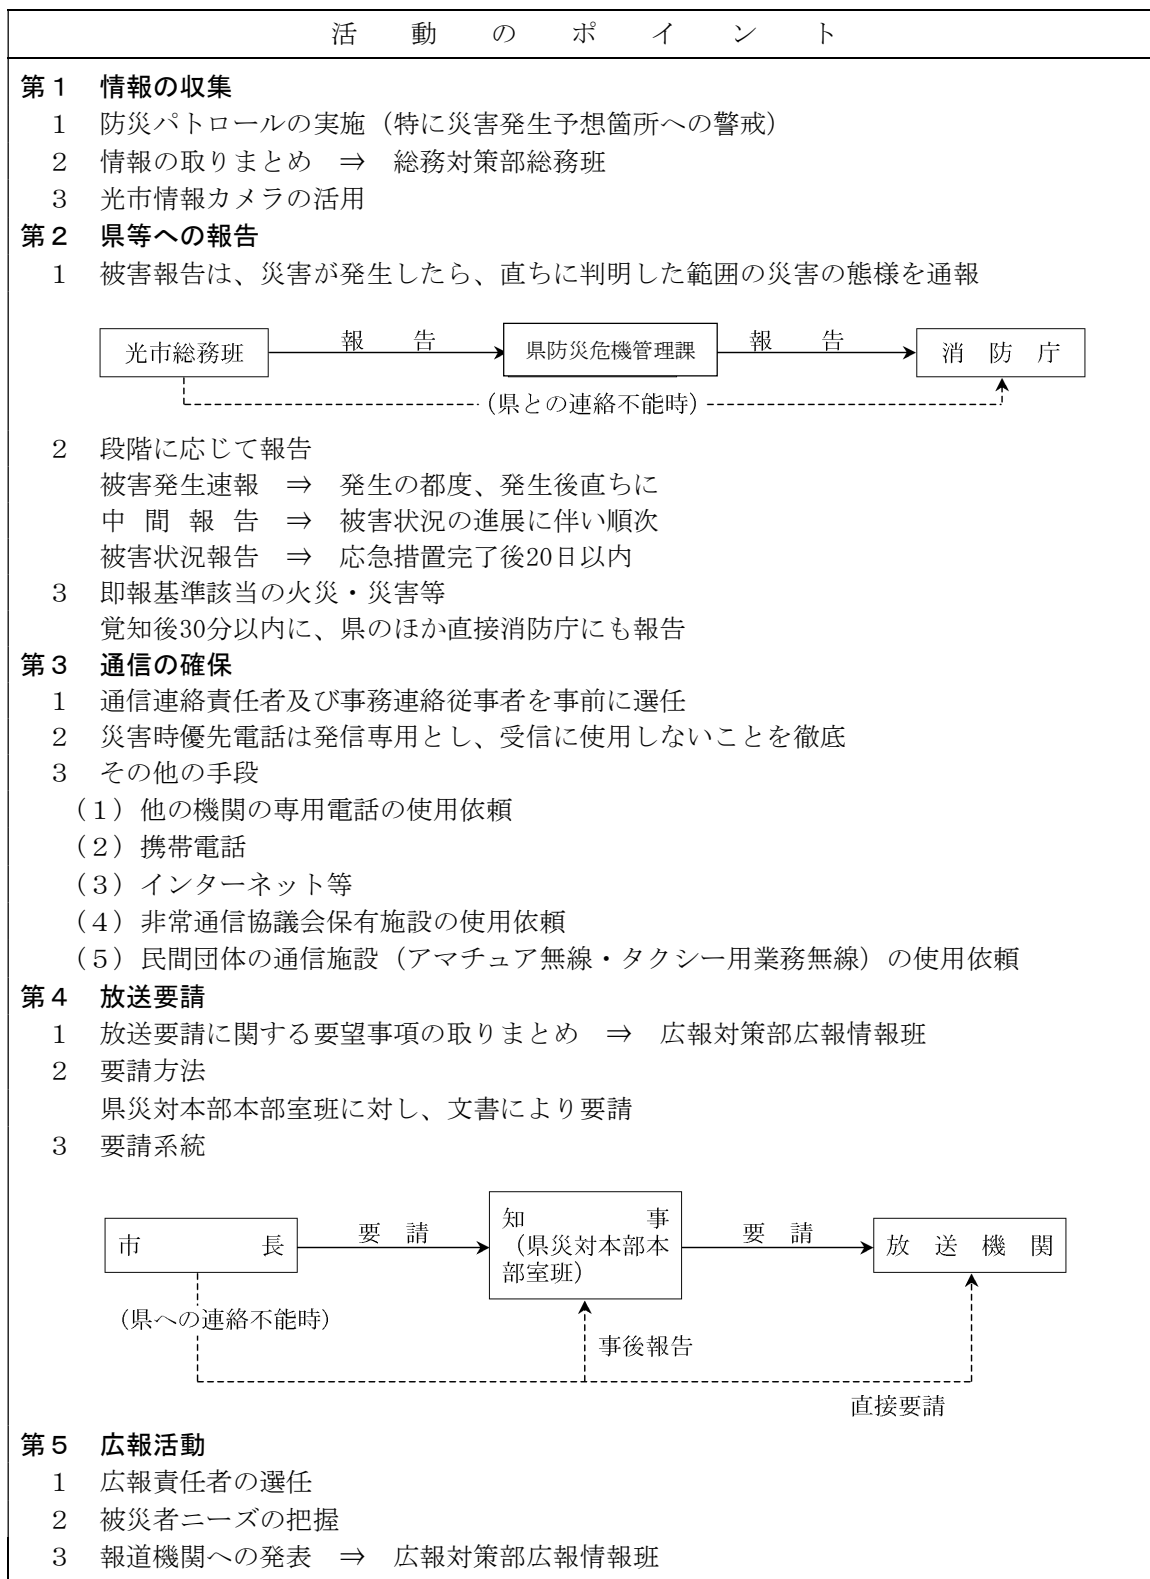 活動のポイント
第１　情報の収集
１　防災パトロールの実施（特に災害発生予想箇所への警戒）
２　情報の取りまとめ　⇒　総務対策部総務班
３　光市情報カメラの活用
第２　県等への報告
１　被害報告は、災害が発生したら、直ちに判明した範囲の災害の態様を通報
光市総務班　報　告　県防災危機管理課　報　告　消　防　庁
（県との連絡不能時）
２　段階に応じて報告
被害発生速報　⇒　発生の都度、発生後直ちに
中　間　報　告　⇒　被害状況の進展に伴い順次
被害状況報告　⇒　応急措置完了後20日以内
３　即報基準該当の火災・災害等
覚知後30分以内に、県のほか直接消防庁にも報告
第３　通信の確保
１　通信連絡責任者及び事務連絡従事者を事前に選任
２　災害時優先電話は発信専用とし、受信に使用しないことを徹底
３　その他の手段
（１）他の機関の専用電話の使用依頼
（２）携帯電話
（３）インターネット等
（４）非常通信協議会保有施設の使用依頼
（５）民間団体の通信施設（アマチュア無線・タクシー用業務無線）の使用依頼
第４　放送要請
１　放送要請に関する要望事項の取りまとめ　⇒　広報対策部広報情報班
２　要請方法
県災対本部本部室班に対し、文書により要請
３　要請系統
市　長　要　請　知　事
（県災対本部本
部室班）
要　請　放　送　機　関
（県への連絡不能時）
事後報告
直接要請
第５　広報活動
１　広報責任者の選任
２　被災者ニーズの把握
３　報道機関への発表　⇒　広報対策部広報情報班